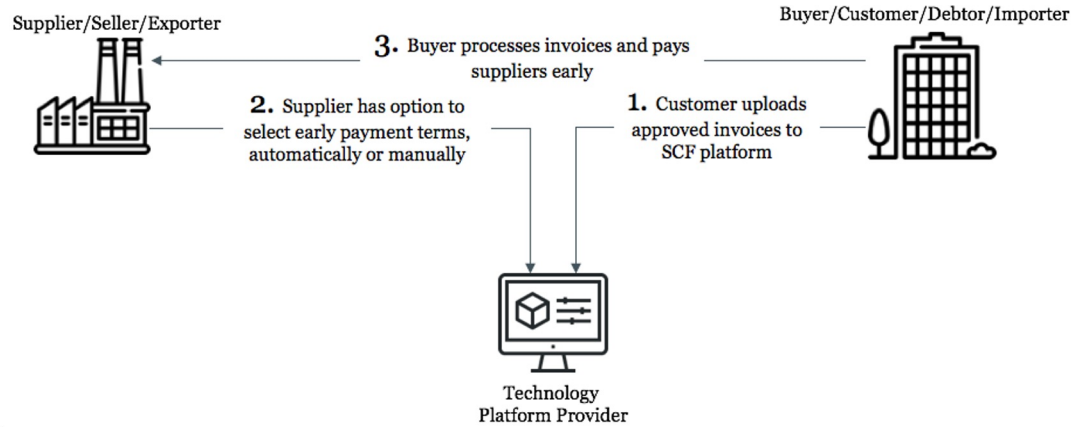 Supplier/Seller/Exporter
Buyer/Customer/Debtor/Importer
3. Buyer processes invoices and pays
suppliers early
2. Supplier has option to
select early payment terms,
automatically or manually
1. Customer uploads
approved invoices to
SCF platform
Technology
Platform Provider